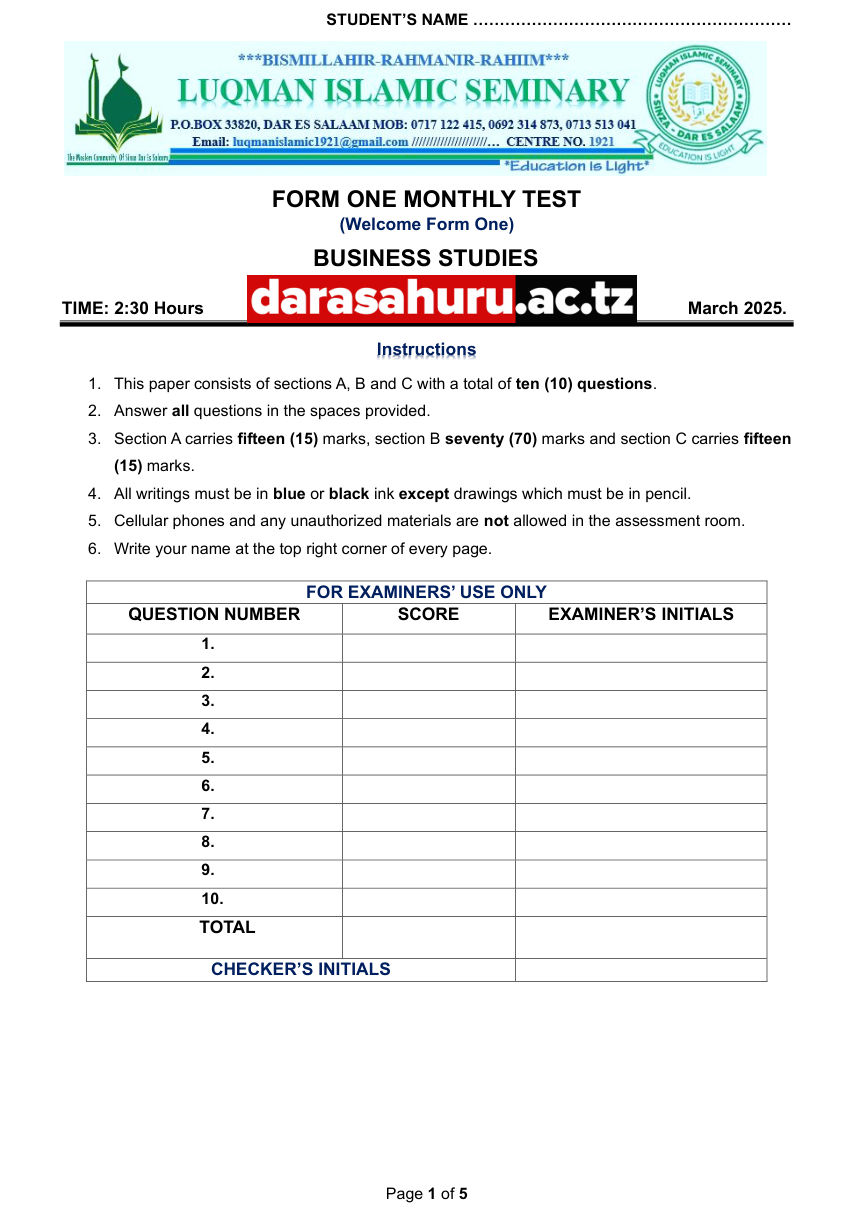 STUDENT’S NAME ……………………………………………………
***BISMILLAHIR-RAHMANIR-RAHIIM***
LUQMAN ISLAMIC SEMINARY
P.O.BOX 33820, DAR ES SALAAM MOB: 0717 122 415, 0692 314 873, 0713 513 041
Email: luqmanislamic1921@gmail.com /////////////////////… CENTRE NO. 1921
*Education is Light*
The Muslim Community Of Sinza Dar Es Salaam
LUQMAN ISLAMIC SEMINARY
SINZA - DAR ES SALAAM
EDUCATION IS LIGHT
FORM ONE MONTHLY TEST
(Welcome Form One)
BUSINESS STUDIES
darasahuru.ac.tz
TIME: 2:30 Hours March 2025.
Instructions
1. This paper consists of sections A, B and C with a total of ten (10) questions.
2. Answer all questions in the spaces provided.
3. Section A carries fifteen (15) marks, section B seventy (70) marks and section C carries fifteen
(15) marks.
4. All writings must be in blue or black ink except drawings which must be in pencil.
5. Cellular phones and any unauthorized materials are not allowed in the assessment room.
6. Write your name at the top right corner of every page.
FOR EXAMINERS’ USE ONLY
QUESTION NUMBER SCORE EXAMINER’S INITIALS
1.
2.
3.
4.
5.
6.
7.
8.
9.
10.
TOTAL
CHECKER’S INITIALS
Page 1 of 5